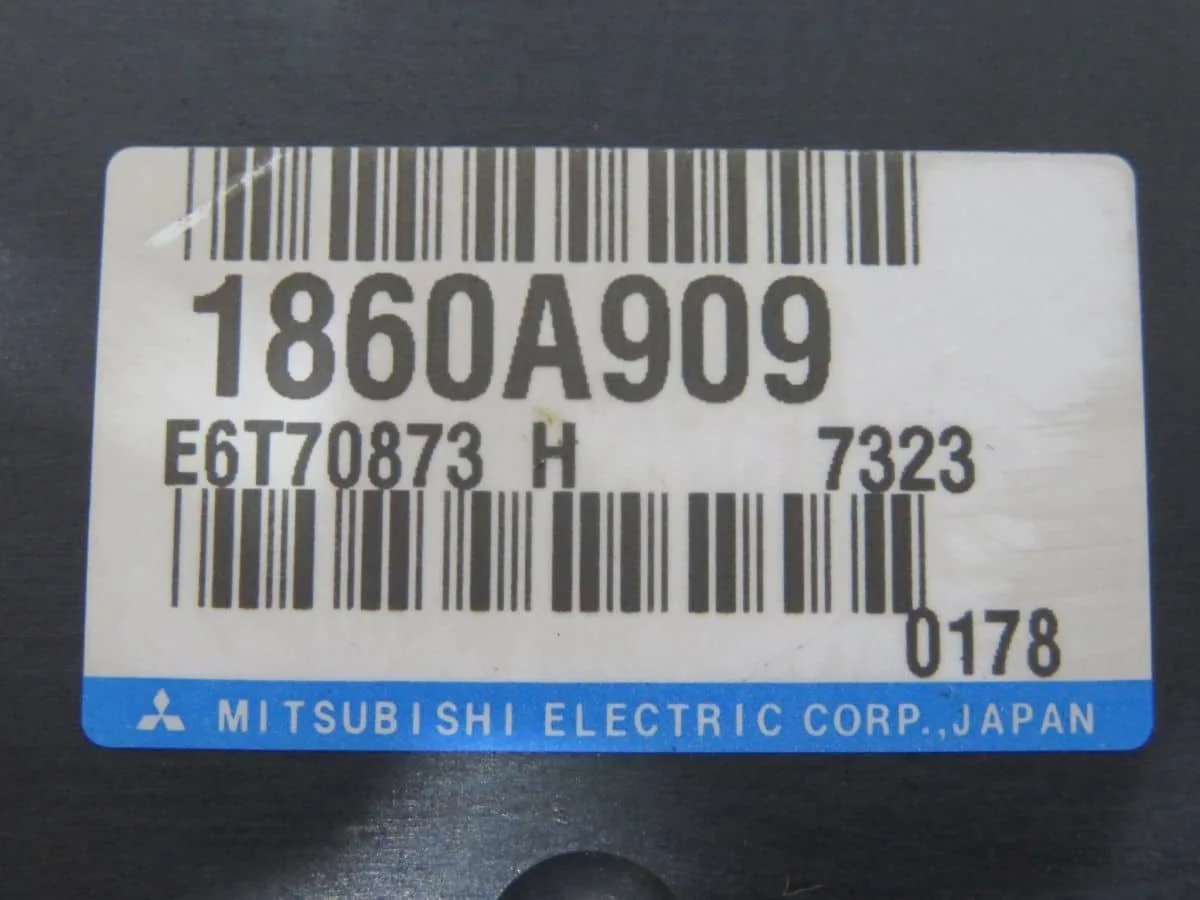 1860A909
E6T70873 H 7323
0178
MITSUBISHI ELECTRIC CORP.,JAPAN